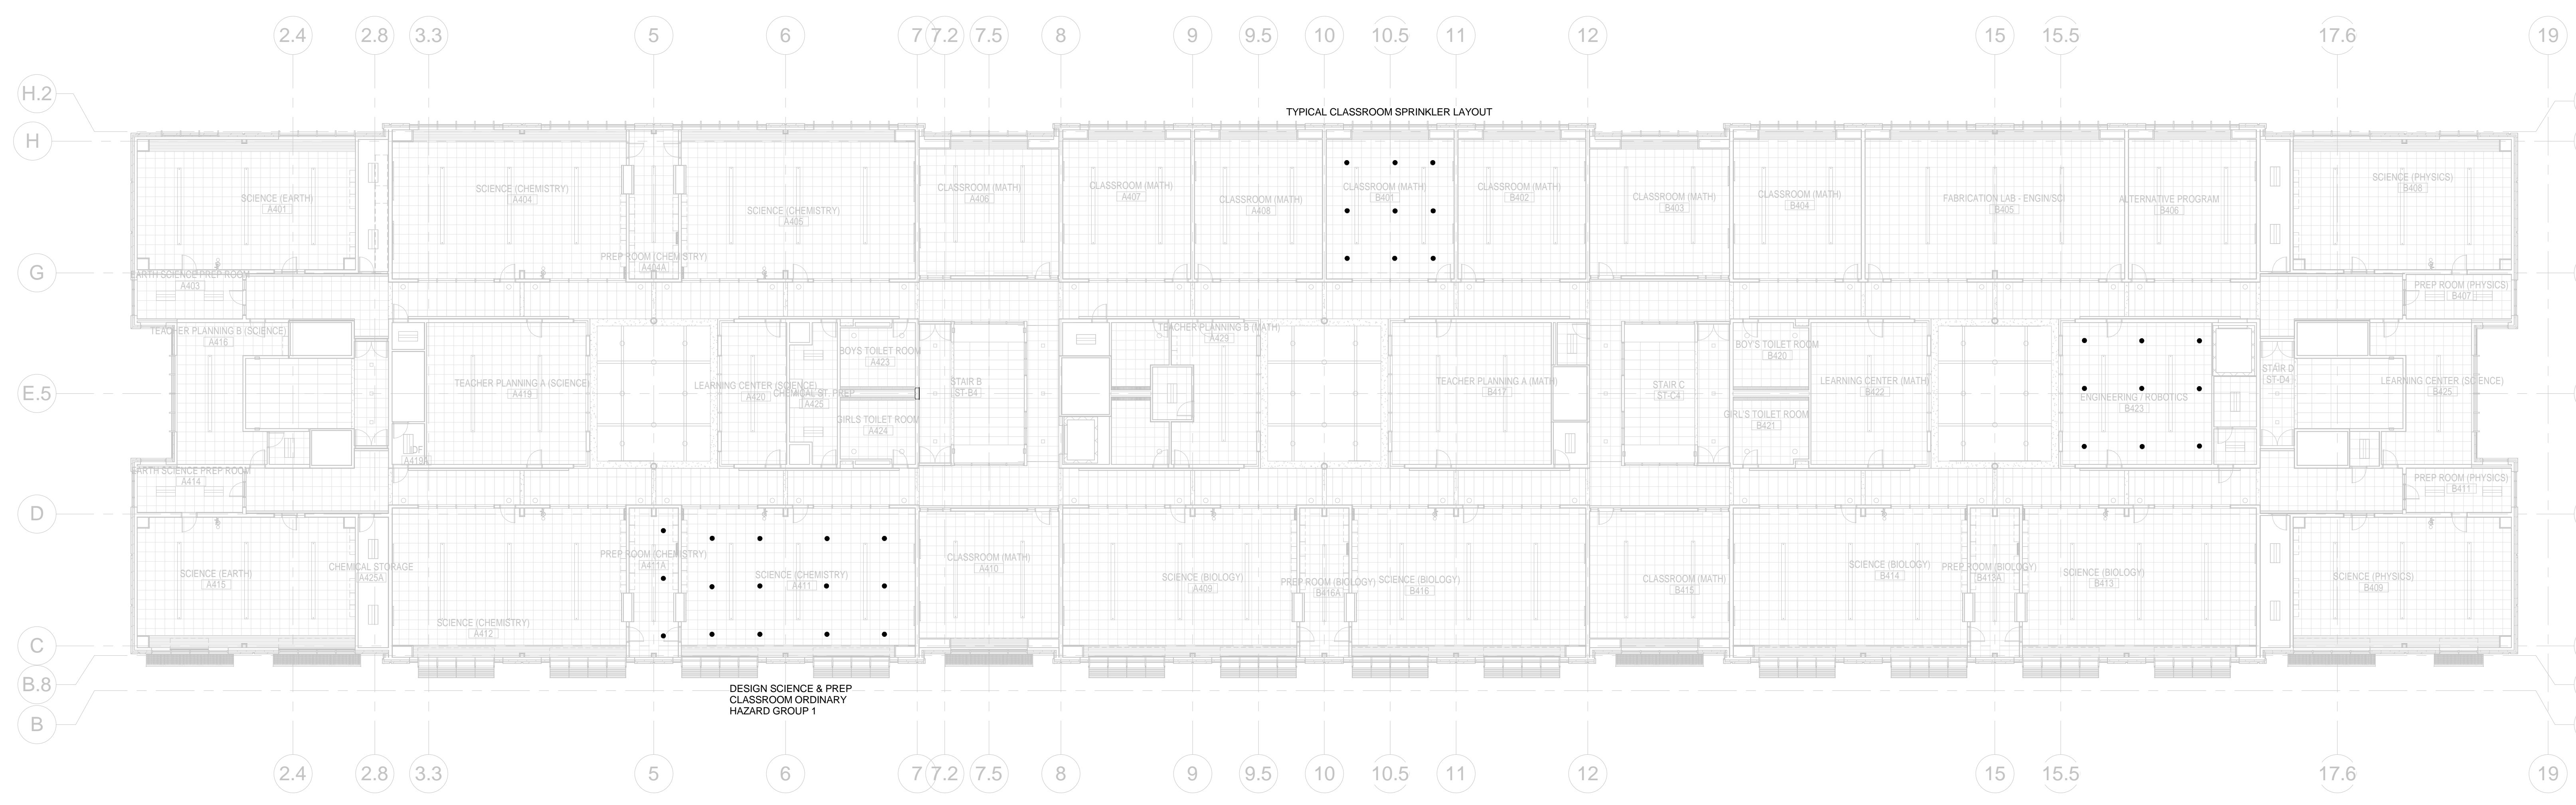 2.4
2.8
3.3
5
6
7
7.2
7.5
8
9
9.5
10
10.5
11
12
15
15.5
17.6
19
H.2
TYPICAL CLASSROOM SPRINKLER LAYOUT
H
SCIENCE (EARTH)
A401
SCIENCE (CHEMISTRY)
A404
SCIENCE (CHEMISTRY)
A405
PREP ROOM (CHEMISTRY)
A404A
CLASSROOM (MATH)
A406
CLASSROOM (MATH)
A407
CLASSROOM (MATH)
A408
CLASSROOM (MATH)
B401
CLASSROOM (MATH)
B402
CLASSROOM (MATH)
B403
CLASSROOM (MATH)
B404
FABRICATION LAB - ENGIN/SCI
B405
ALTERNATIVE PROGRAM
B406
SCIENCE (PHYSICS)
B408
G
EARTH SCIENCE PREP ROOM
A403
PREP ROOM (PHYSICS)
B407
TEACHER PLANNING B (SCIENCE)
A416
TEACHER PLANNING B (MATH)
A429
BOYS TOILET ROOM
A423
BOY'S TOILET ROOM
B420
E.5
TEACHER PLANNING A (SCIENCE)
A419
LEARNING CENTER (SCIENCE)
A420
CHEMICAL ST. PREP
A425
STAIR B
ST-B4
TEACHER PLANNING A (MATH)
B417
STAIR C
ST-C4
LEARNING CENTER (MATH)
B422
ENGINEERING / ROBOTICS
B423
STAIR D
ST-D4
LEARNING CENTER (SCIENCE)
B425
GIRLS TOILET ROOM
A424
GIRL'S TOILET ROOM
B421
IDF
A419A
EARTH SCIENCE PREP ROOM
A414
PREP ROOM (PHYSICS)
B411
D
SCIENCE (EARTH)
A415
CHEMICAL STORAGE
A425A
SCIENCE (CHEMISTRY)
A412
PREP ROOM (CHEMISTRY)
A411A
SCIENCE (CHEMISTRY)
A411
CLASSROOM (MATH)
A410
SCIENCE (BIOLOGY)
A409
PREP ROOM (BIOLOGY)
B416A
SCIENCE (BIOLOGY)
B416
CLASSROOM (MATH)
B415
SCIENCE (BIOLOGY)
B414
PREP ROOM (BIOLOGY)
B413A
SCIENCE (BIOLOGY)
B413
SCIENCE (PHYSICS)
B409
C
B.8
B
DESIGN SCIENCE & PREP
CLASSROOM ORDINARY
HAZARD GROUP 1
2.4
2.8
3.3
5
6
7
7.2
7.5
8
9
9.5
10
10.5
11
12
15
15.5
17.6
19